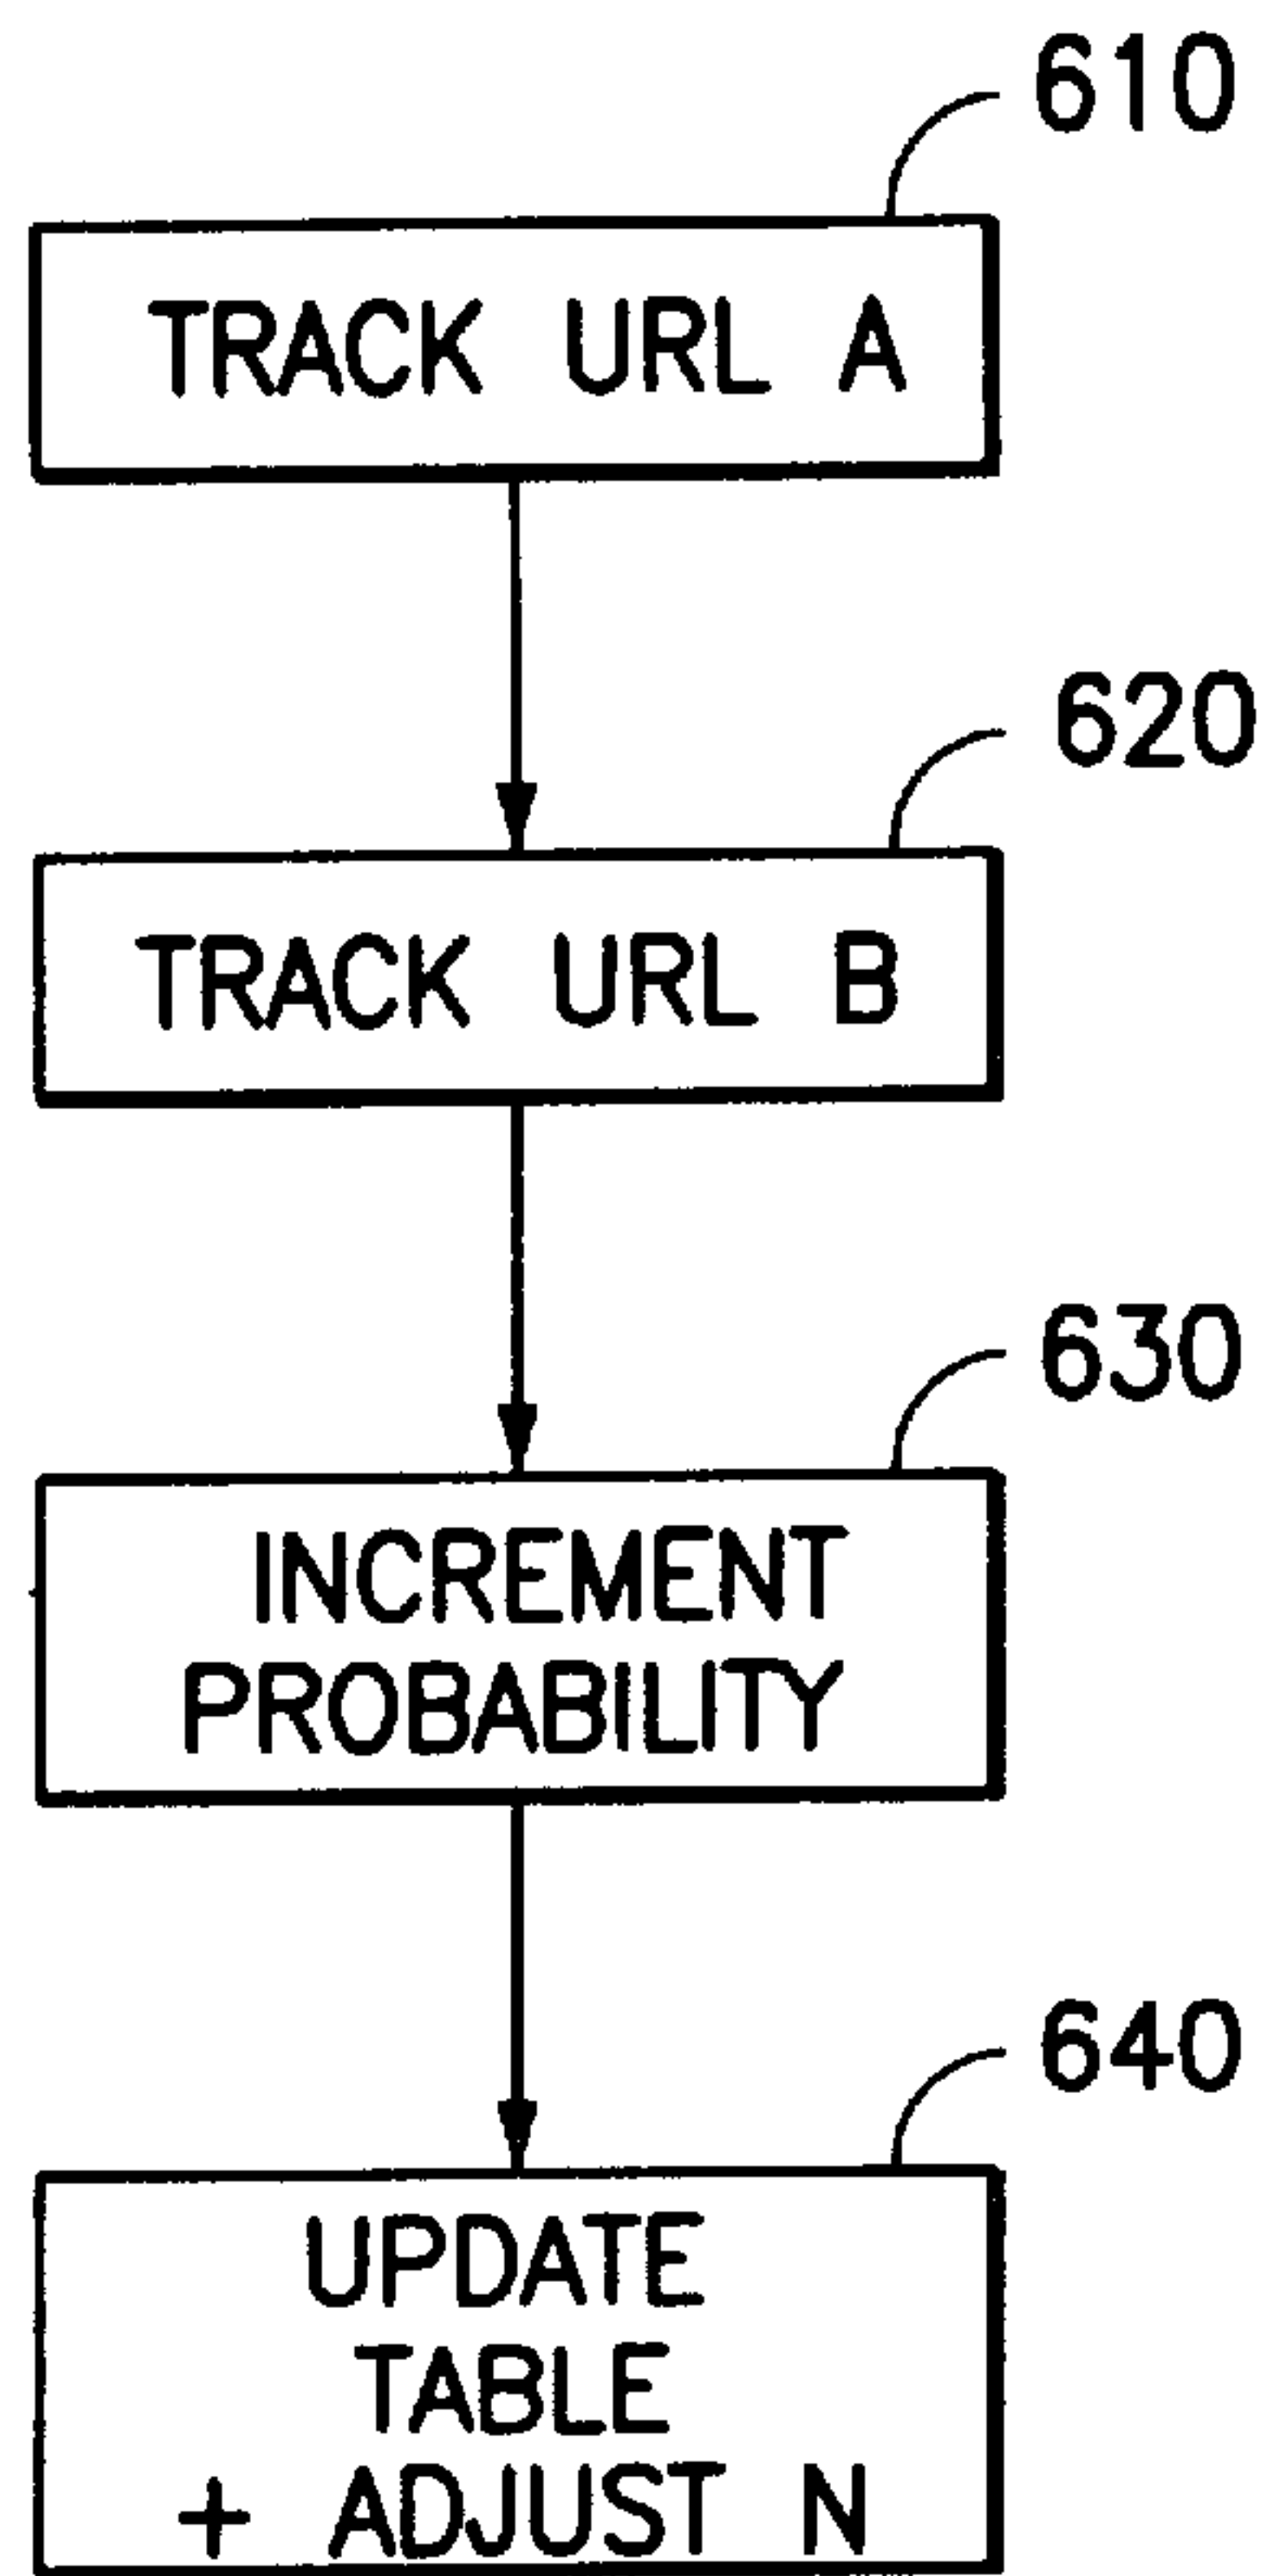 610
TRACK URL A
620
TRACK URL B
630
INCREMENT
PROBABILITY
640
UPDATE
TABLE
+ ADJUST N